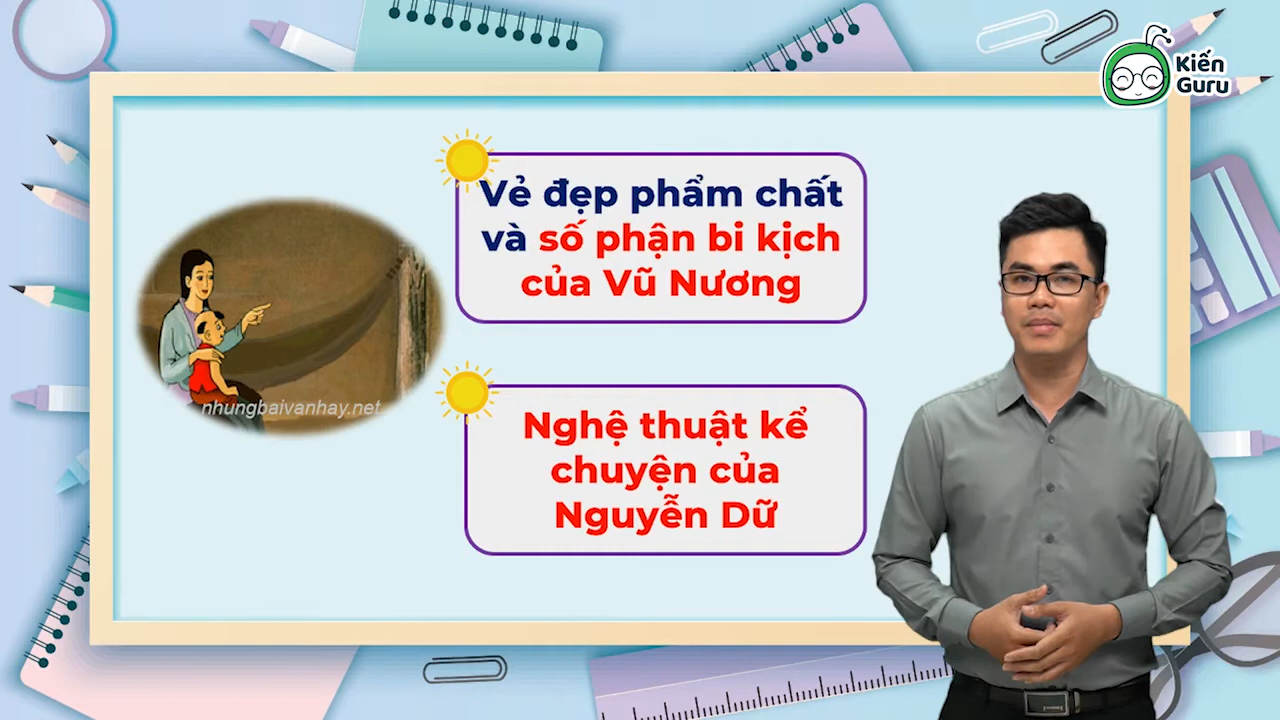 Kiến
Guru
Vẻ đẹp phẩm chất
và số phận bi kịch
của Vũ Nương
nhungbaivanhay.net
Nghệ thuật kể
chuyện của
Nguyễn Dữ